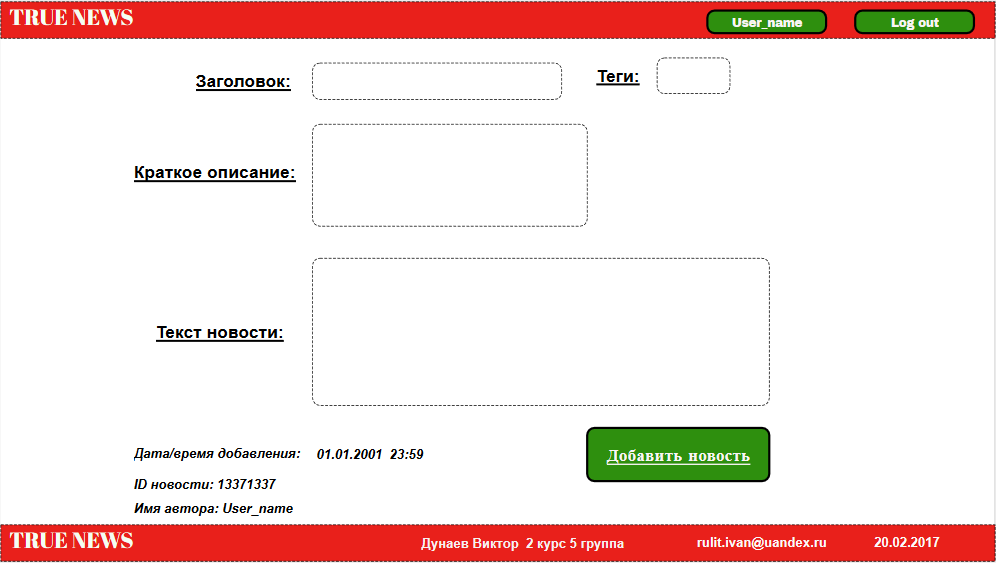 TRUE NEWS
User_name
Log out
Заголовок:
Теги:
Краткое описание:
Текст новости:
Дата/время добавления: 01.01.2001 23:59
Добавить новость
ID новости: 13371337
Имя автора: User_name
TRUE NEWS
Дунаев Виктор 2 курс 5 группа
rulit.ivan@uandex.ru
20.02.2017